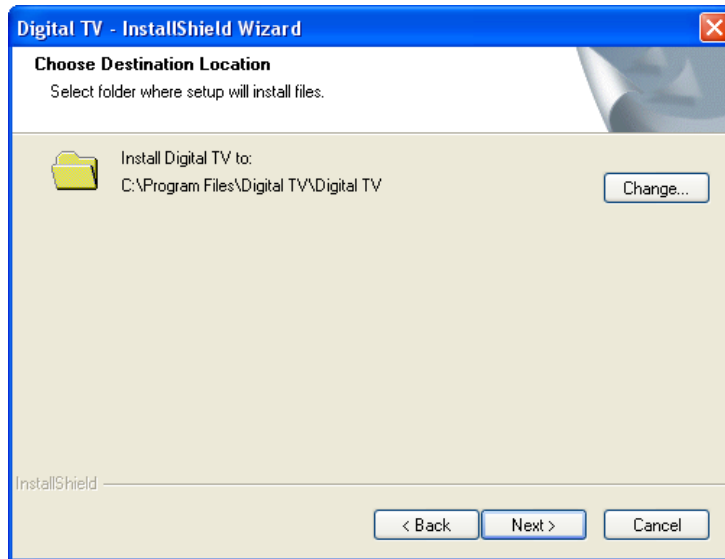 Digital TV - InstallShield Wizard
Choose Destination Location
Select folder where setup will install files.
Install Digital TV to:
C:\Program Files\Digital TV\Digital TV
Change...
InstallShield
< Back
Next >
Cancel